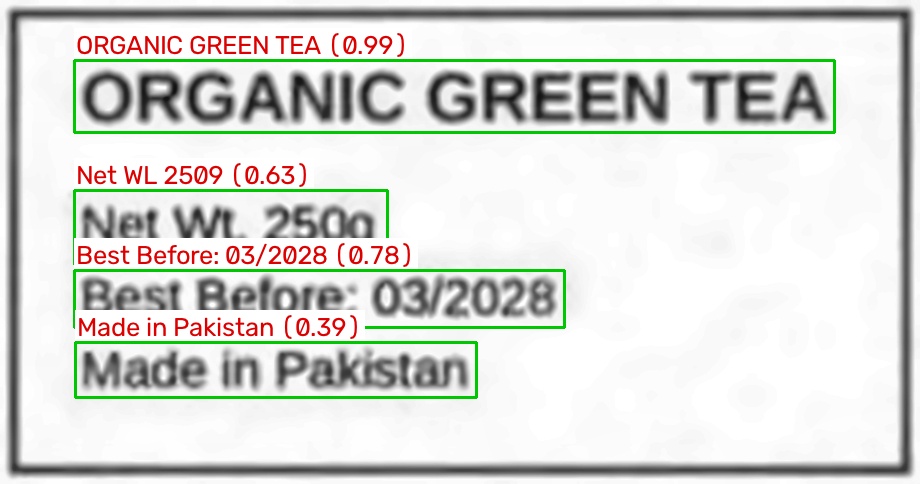 ORGANIC GREEN TEA (0.99)
ORGANIC GREEN TEA
Net WL 2509 (0.63)
Net Wt. 250g
Best Before: 03/2028 (0.78)
Best Before: 03/2028
Made in Pakistan (0.39)
Made in Pakistan